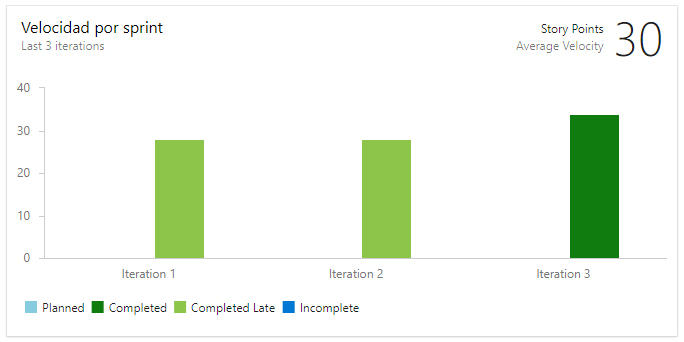 Velocidad por sprint
Last 3 iterations
Story Points
Average Velocity
30
40
30
20
10
0
Iteration 1
Iteration 2
Iteration 3
Planned
Completed
Completed Late
Incomplete